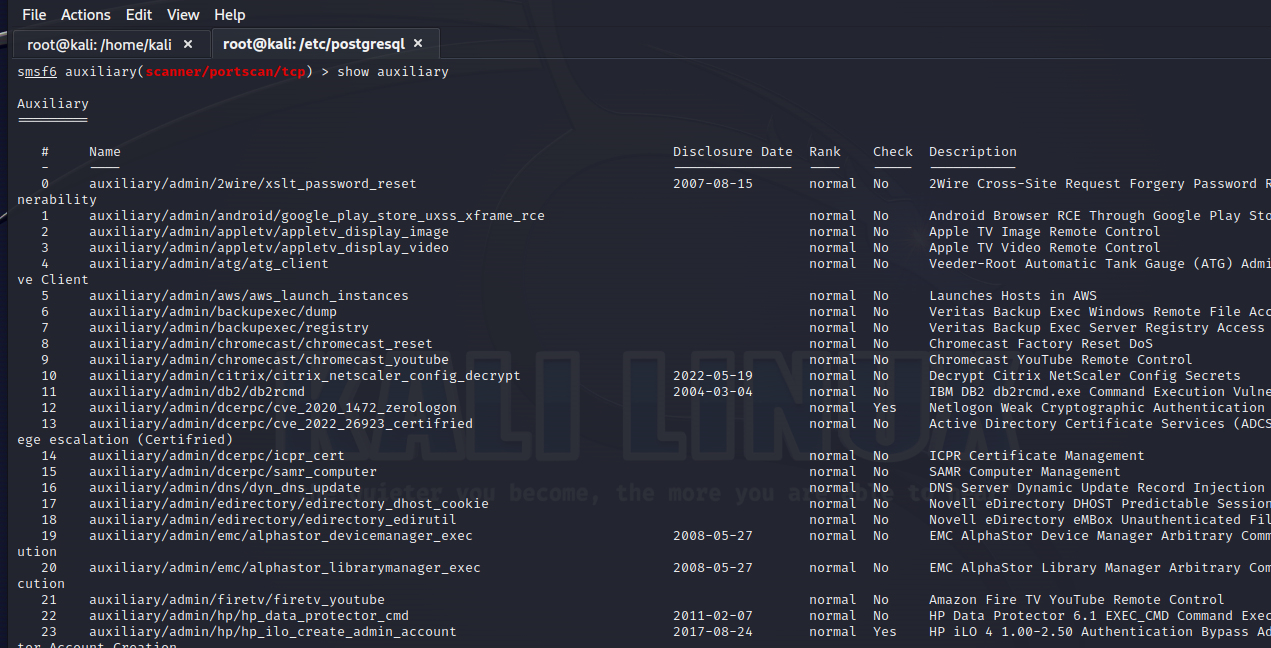 File Actions Edit View Help
root@kali: /home/kali × root@kali: /etc/postgresql ×
smsf6 auxiliary(scanner/portscan/tcp) > show auxiliary
Auxiliary
=========
# Name Disclosure Date Rank Check Description
- ---- --------------- ---- ----- -----------
0 auxiliary/admin/2wire/xslt_password_reset 2007-08-15 normal No 2Wire Cross-Site Request Forgery Password R
nerability
1 auxiliary/admin/android/google_play_store_uxss_xframe_rce normal No Android Browser RCE Through Google Play Sto
2 auxiliary/admin/appletv/appletv_display_image normal No Apple TV Image Remote Control
3 auxiliary/admin/appletv/appletv_display_video normal No Apple TV Video Remote Control
4 auxiliary/admin/atg/atg_client normal No Veeder-Root Automatic Tank Gauge (ATG) Admi
ve Client
5 auxiliary/admin/aws/aws_launch_instances normal No Launches Hosts in AWS
6 auxiliary/admin/backupexec/dump normal No Veritas Backup Exec Windows Remote File Acc
7 auxiliary/admin/backupexec/registry normal No Veritas Backup Exec Server Registry Access
8 auxiliary/admin/chromecast/chromecast_reset normal No Chromecast Factory Reset DoS
9 auxiliary/admin/chromecast/chromecast_youtube normal No Chromecast YouTube Remote Control
10 auxiliary/admin/citrix/citrix_netscaler_config_decrypt 2022-05-19 normal No Decrypt Citrix NetScaler Config Secrets
11 auxiliary/admin/db2/db2rcmd 2004-03-04 normal No IBM DB2 db2rcmd.exe Command Execution Vulne
12 auxiliary/admin/dcerpc/cve_2020_1472_zerologon normal Yes Netlogon Weak Cryptographic Authentication
13 auxiliary/admin/dcerpc/cve_2022_26923_certifried normal No Active Directory Certificate Services (ADCS
ege escalation (Certifried)
14 auxiliary/admin/dcerpc/icpr_cert normal No ICPR Certificate Management
15 auxiliary/admin/dcerpc/samr_computer normal No SAMR Computer Management
16 auxiliary/admin/dns/dyn_dns_update normal No DNS Server Dynamic Update Record Injection
17 auxiliary/admin/edirectory/edirectory_dhost_cookie normal No Novell eDirectory DHOST Predictable Session
18 auxiliary/admin/edirectory/edirectory_edirutil normal No Novell eDirectory eMBox Unauthenticated Fil
19 auxiliary/admin/emc/alphastor_devicemanager_exec 2008-05-27 normal No EMC AlphaStor Device Manager Arbitrary Comm
ution
20 auxiliary/admin/emc/alphastor_librarymanager_exec 2008-05-27 normal No EMC AlphaStor Library Manager Arbitrary Com
cution
21 auxiliary/admin/firetv/firetv_youtube normal No Amazon Fire TV YouTube Remote Control
22 auxiliary/admin/hp/hp_data_protector_cmd 2011-02-07 normal No HP Data Protector 6.1 EXEC_CMD Command Exec
23 auxiliary/admin/hp/hp_ilo_create_admin_account 2017-08-24 normal Yes HP iLO 4 1.00-2.50 Authentication Bypass Ad
tor Account Creation
KALI LINUX
you become, the more you are